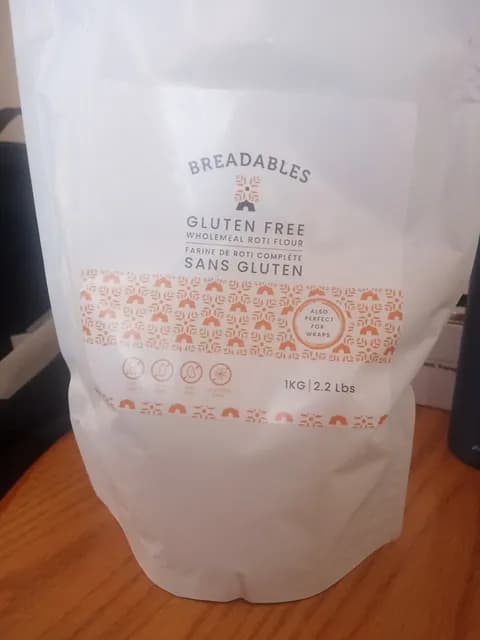 BREADABLES
GLUTEN FREE
WHOLEMEAL ROTI FLOUR
FARINE DE ROTI COMPLÈTE
SANS GLUTEN
ALSO
PERFECT
FOR
WRAPS
1KG | 2.2 Lbs